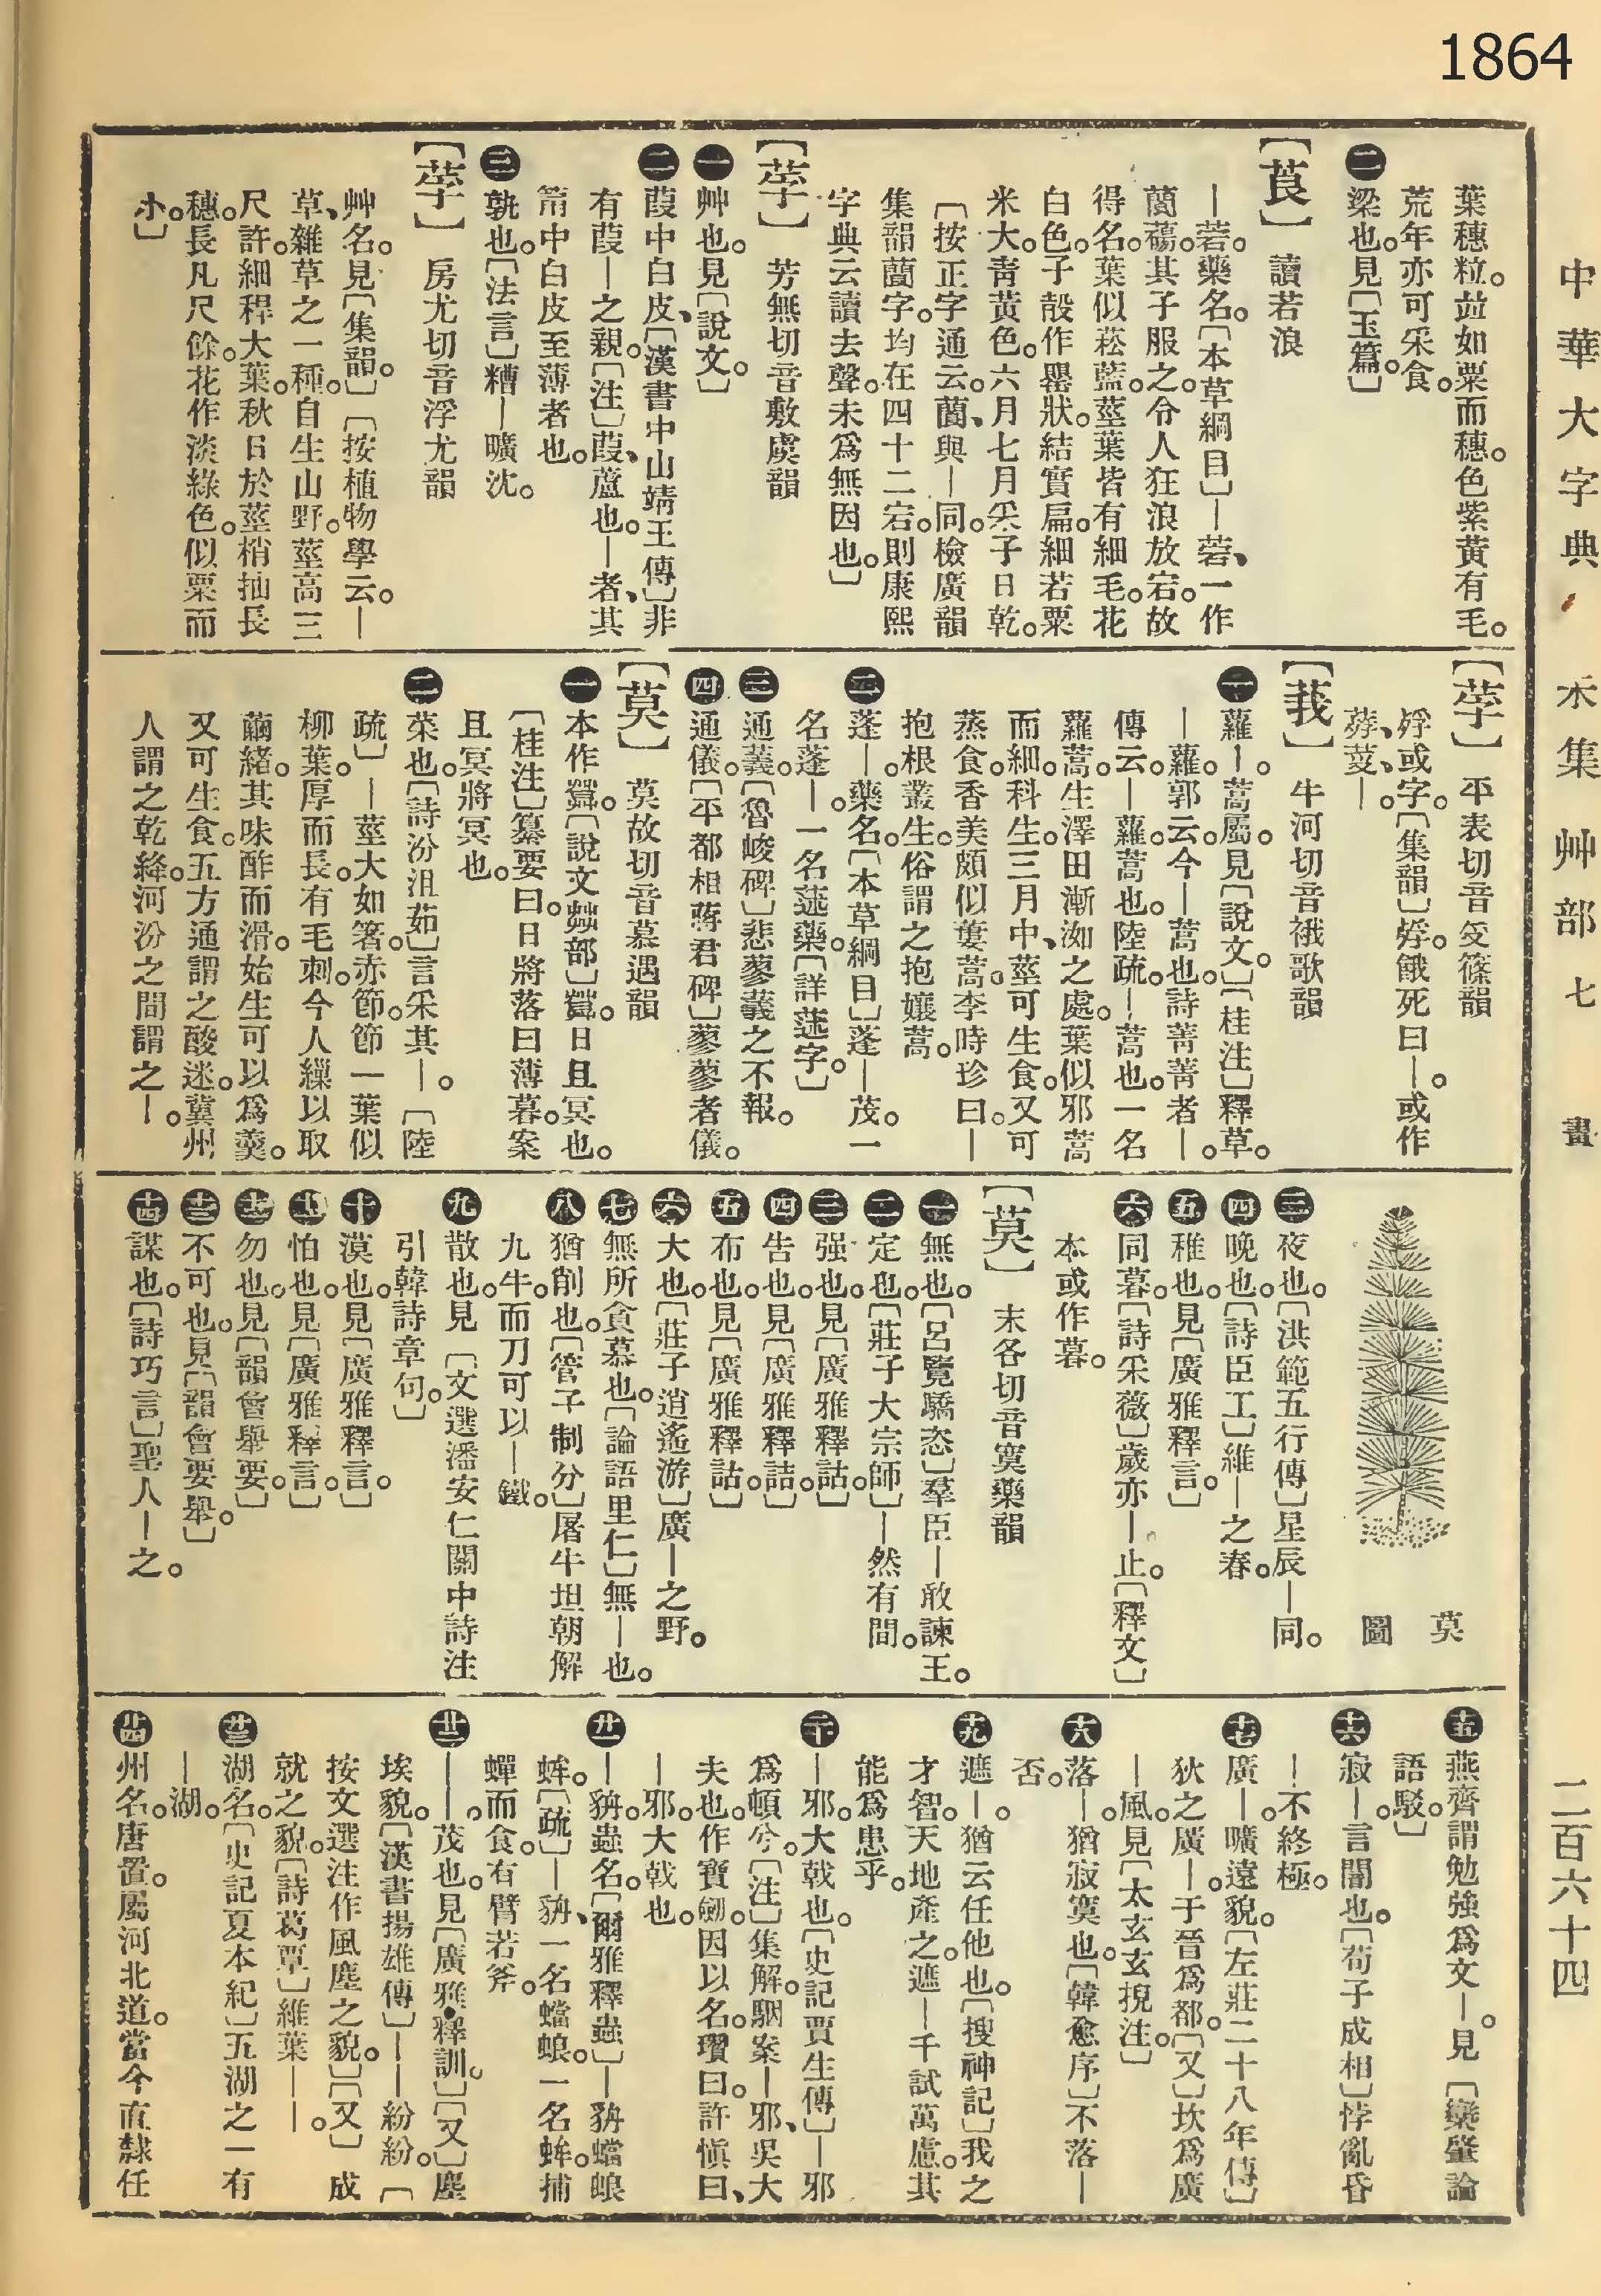 1864
中華大字典 未集 艸部 七畫 二百六十四
葉穗粒。竝如粟而穗。色紫黃有毛。
荒年亦可采食。
㊁梁也。見〔玉篇。〕
〔莨〕讀若浪
｜菪。藥名。〔本草綱目〕｜菪、一作
蘭蕩。其子服之。令人狂浪放宕。故
得名。葉似菘藍。莖葉皆有細毛。花
白色。子殼作罌狀。結實扁。細若粟
米大。青黃色。六月七月采子日乾。
〔按正字通云。蘭、與｜同。檢廣韻
集韻蘭字。均在四十二宕。則康熙
字典云讀去聲。未爲無因也。〕
〔莩〕芳無切音敷虞韻
㊀艸也。見〔說文。〕
㊁葭中白皮、〔漢書中山靖王傳〕非
有葭｜之親。〔注〕葭、蘆也。｜者、其
筩中白皮至薄者也。
㊂孰也。〔法言〕糟｜曠沈。
〔莩〕房尤切音浮尤韻
艸名。見〔集韻。〕〔按植物學云。｜
草、雜草之一種。自生山野。莖高三
尺許。細稈大葉。秋日於莖梢抽長
穗。長凡尺餘。花作淡綠色。似粟而
小。〕
〔莩〕平表切音殍篠韻
殍或字。〔集韻〕殍。餓死曰｜。或作
䓏、荽、｜。
〔莪〕牛河切音祴歌韻
㊀蘿｜。蒿屬。見〔說文。〕〔桂注〕釋草。
｜蘿。郭云。今｜蒿也。詩菁菁者｜。
傳云。｜蘿。蒿也。陸疏。｜蒿也。一名
蘿蒿。生澤田漸洳之處。葉似邪蒿
而細。科生。三月中、莖可生食。又可
蒸食。香美頗似蔞蒿。李時珍曰。｜
抱根叢生。俗謂之抱孃蒿。
㊁蓬｜。藥名。〔本草綱目〕蓬｜茂。一
名蓬｜。一名蒁藥。〔詳蒁字。〕
㊂通義。〔魯峻碑〕悲蓼義之不報。
㊃通儀。〔平都相蔣君碑〕蓼蓼者儀。
〔莫〕莫故切音慕遇韻
㊀本作𦱤。〔說文茻部〕𦱤。日且冥也。
〔桂注〕纂要曰。日將落曰薄暮。案
且冥將冥也。
㊁菜也。〔詩汾沮茹〕言采其｜。〔陸
疏〕｜莖大如箸。赤節。節一葉似
柳葉。厚而長。有毛刺。今人繅以取
繭緒。其味酢而滑。始生可以爲羹。
又可生食。五方通謂之酸迷。冀州
人謂之乾絳。河汾之間謂之｜。
莫圖
㊂夜也。〔洪範五行傳〕星辰｜同。
㊃晚也。〔詩臣工〕維｜之春。
㊄稚也。見〔廣雅釋言。〕
㊅同暮。〔詩采薇〕歲亦｜止。〔釋文〕
本或作暮。
〔莫〕末各切音寞藥韻
㊀無也。〔呂覽驕恣〕羣臣｜敢諫王。
㊁定也。〔莊子大宗師〕｜然有間。
㊂强也。見〔廣雅釋詁。〕
㊃告也。見〔廣雅釋詁。〕
㊄布也。見〔廣雅釋詁。〕
㊅大也。〔莊子逍遙游〕廣｜之野。
㊆無所貪慕也。〔論語里仁〕無｜也。
㊇猶削也。〔管子制分〕屠牛坦朝解
九牛。而刀可以｜鐵。
㊈散也。見〔文選潘安仁關中詩注
引韓詩章句。〕
㊉漠也。見〔廣雅釋言。〕
十一 怕也。見〔廣雅釋言。〕
十二 勿也。見〔韻會舉要。〕
十三 不可也。見〔韻會要舉。〕
十四 謀也。〔詩巧言〕聖人｜之。
十五 燕齊謂勉強爲文｜。見〔欒肇論
語駁。〕
十六 寂｜。言闇也。〔荀子成相〕悖亂昏
｜不終極。
十七 廣｜。曠遠貌。〔左莊二十八年傳〕
狄之廣｜。于晉爲都。〔又〕坎爲廣
｜風。見〔太玄玄掜注。〕
十八 落｜。猶寂寞也。〔韓愈序〕不落｜
否。
十九 遮｜。猶云任他也。〔搜神記〕我之
才智。天地產之。遮｜千試萬慮。其
能爲患乎。
二十 ｜邪。大戟也。〔史記賈生傳〕｜邪
爲頓兮。〔注〕集解。駰案｜邪、吳大
夫也。作寶劒。因以名。瓚曰。許愼曰、
｜邪。大戟也。
廿一 ｜貈。蟲名。〔爾雅釋蟲〕｜貈蟷蜋
蛑。〔疏〕｜貈、一名蟷蜋。一名蛑。捕
蟬而食。有臂若斧。
廿二 ｜｜。茂也。見〔廣雅釋訓。〕〔又〕塵
埃貌。〔漢書揚雄傳〕｜｜紛紛。〔
按文選注作風塵之貌。〕〔又〕成
就之貌。〔詩葛覃〕維葉｜｜。
廿三 湖名。〔史記夏本紀〕五湖之一有
｜湖。
廿四 州名。唐置。屬河北道。當今直隸任